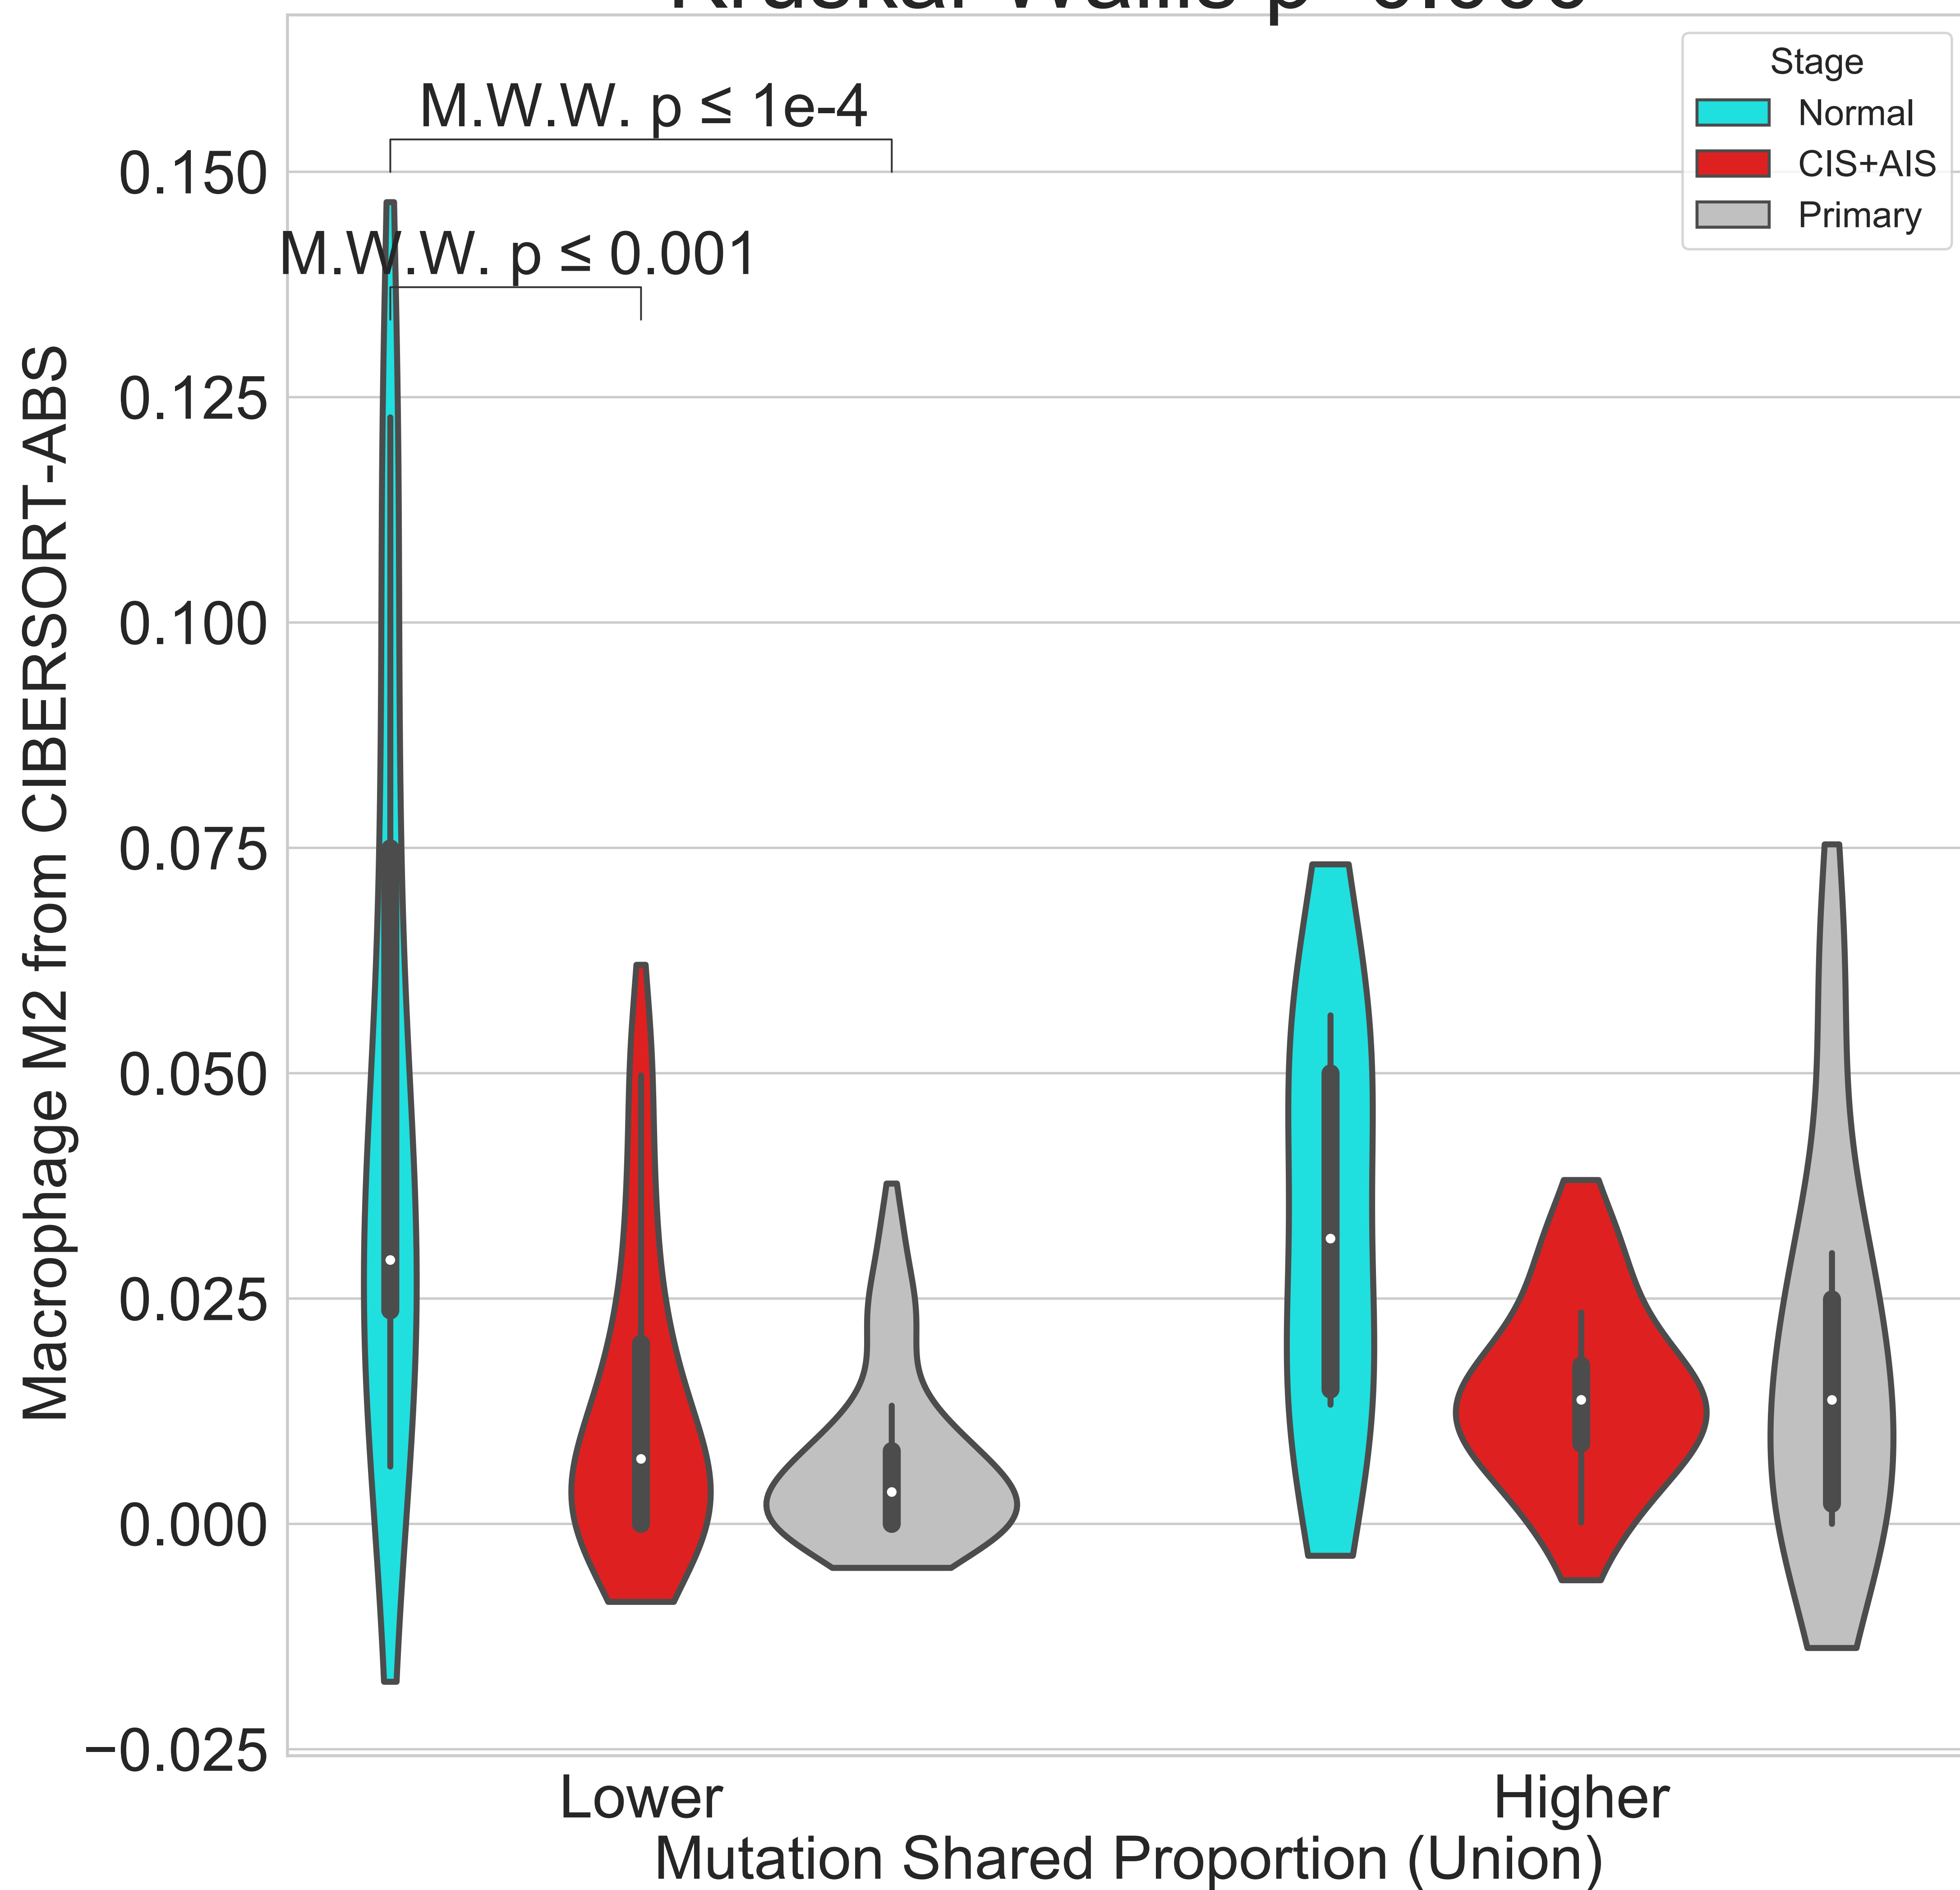 Stage
Normal
CIS+AIS
Primary
M.W.W. p ≤ 1e-4
M.W.W. p ≤ 0.001
0.150
0.125
0.100
0.075
0.050
0.025
0.000
−0.025
Macrophage M2 from CIBERSORT-ABS
Lower
Higher
Mutation Shared Proportion (Union)